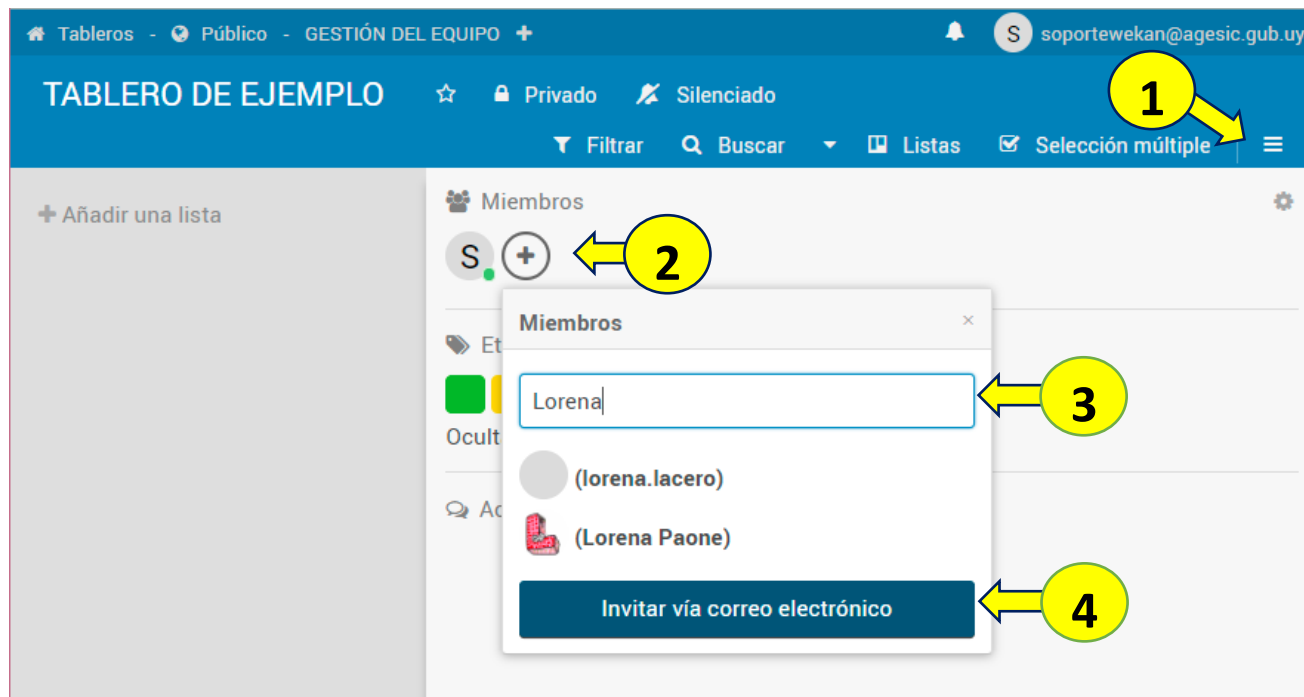 Tableros - Público - GESTIÓN DEL EQUIPO
S soportewekan@agesic.gub.uy
TABLERO DE EJEMPLO Privado Silenciado
1
Filtrar Buscar Listas Selección múltiple
Añadir una lista
Miembros
S
2
Miembros ×
Et
Lorena
3
Ocult
(lorena.lacero)
Ac
(Lorena Paone)
Invitar vía correo electrónico
4